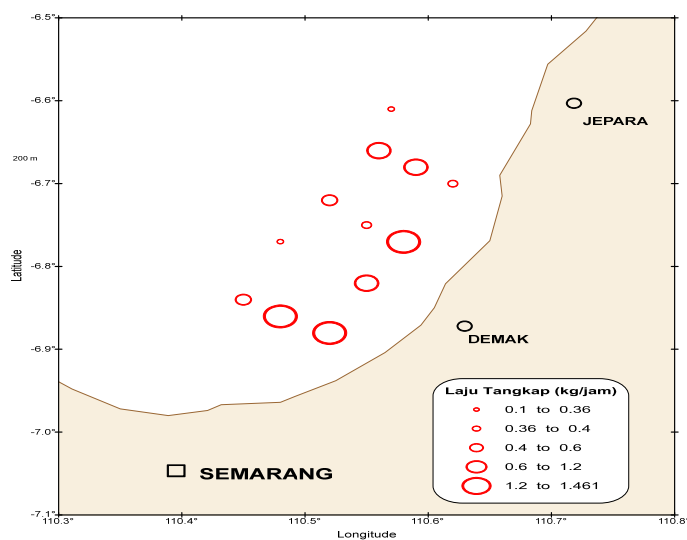 -6.5"
-6.6"
JEPARA
200 m
-6.7"
Latitude
-6.8"
-6.9"
DEMAK
Laju Tangkap (kg/jam)
0.1 to 0.36
0.36 to 0.4
0.4 to 0.6
0.6 to 1.2
1.2 to 1.461
-7.0"
SEMARANG
-7.1"
110.3" 110.4" 110.5" 110.6" 110.7" 110.8"
Longitude